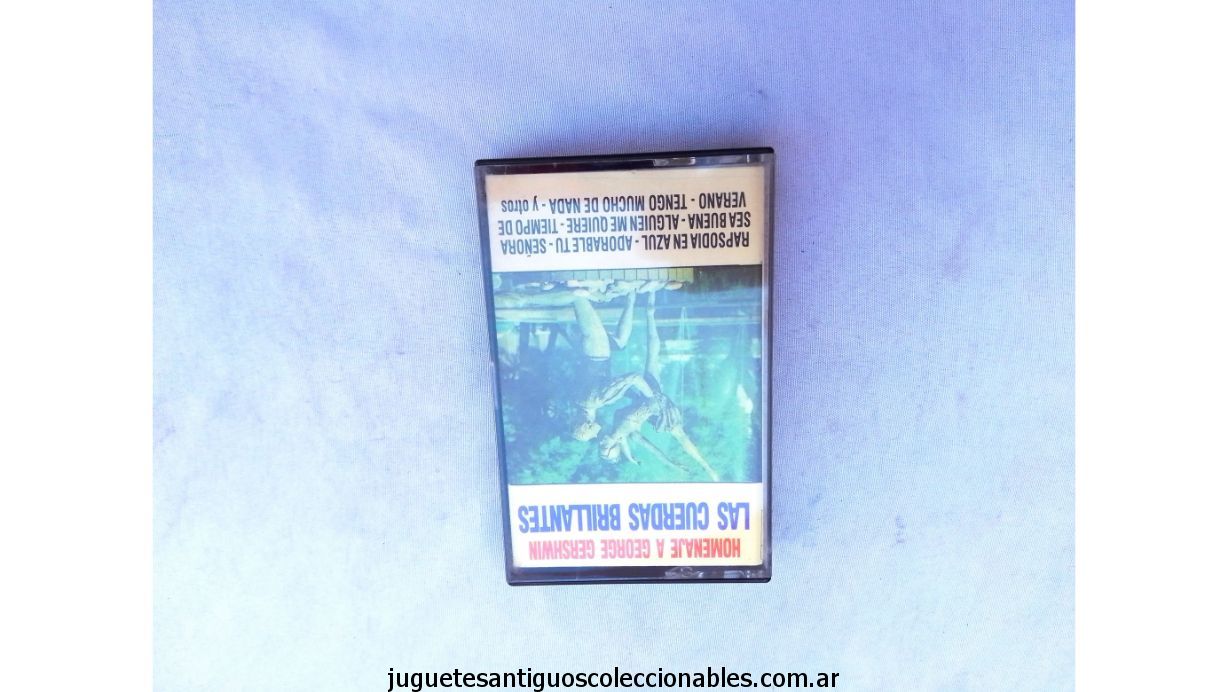 HOMENAJE A GEORGE GERSHWIN
LAS CUERDAS BRILLANTES
RAPSODIA EN AZUL - ADORABLE TU - SEÑORA
SEA BUENA - ALGUIEN ME QUIERE - TIEMPO DE
VERANO - TENGO MUCHO DE NADA - y otros
juguetesantiguoscoleccionables.com.ar